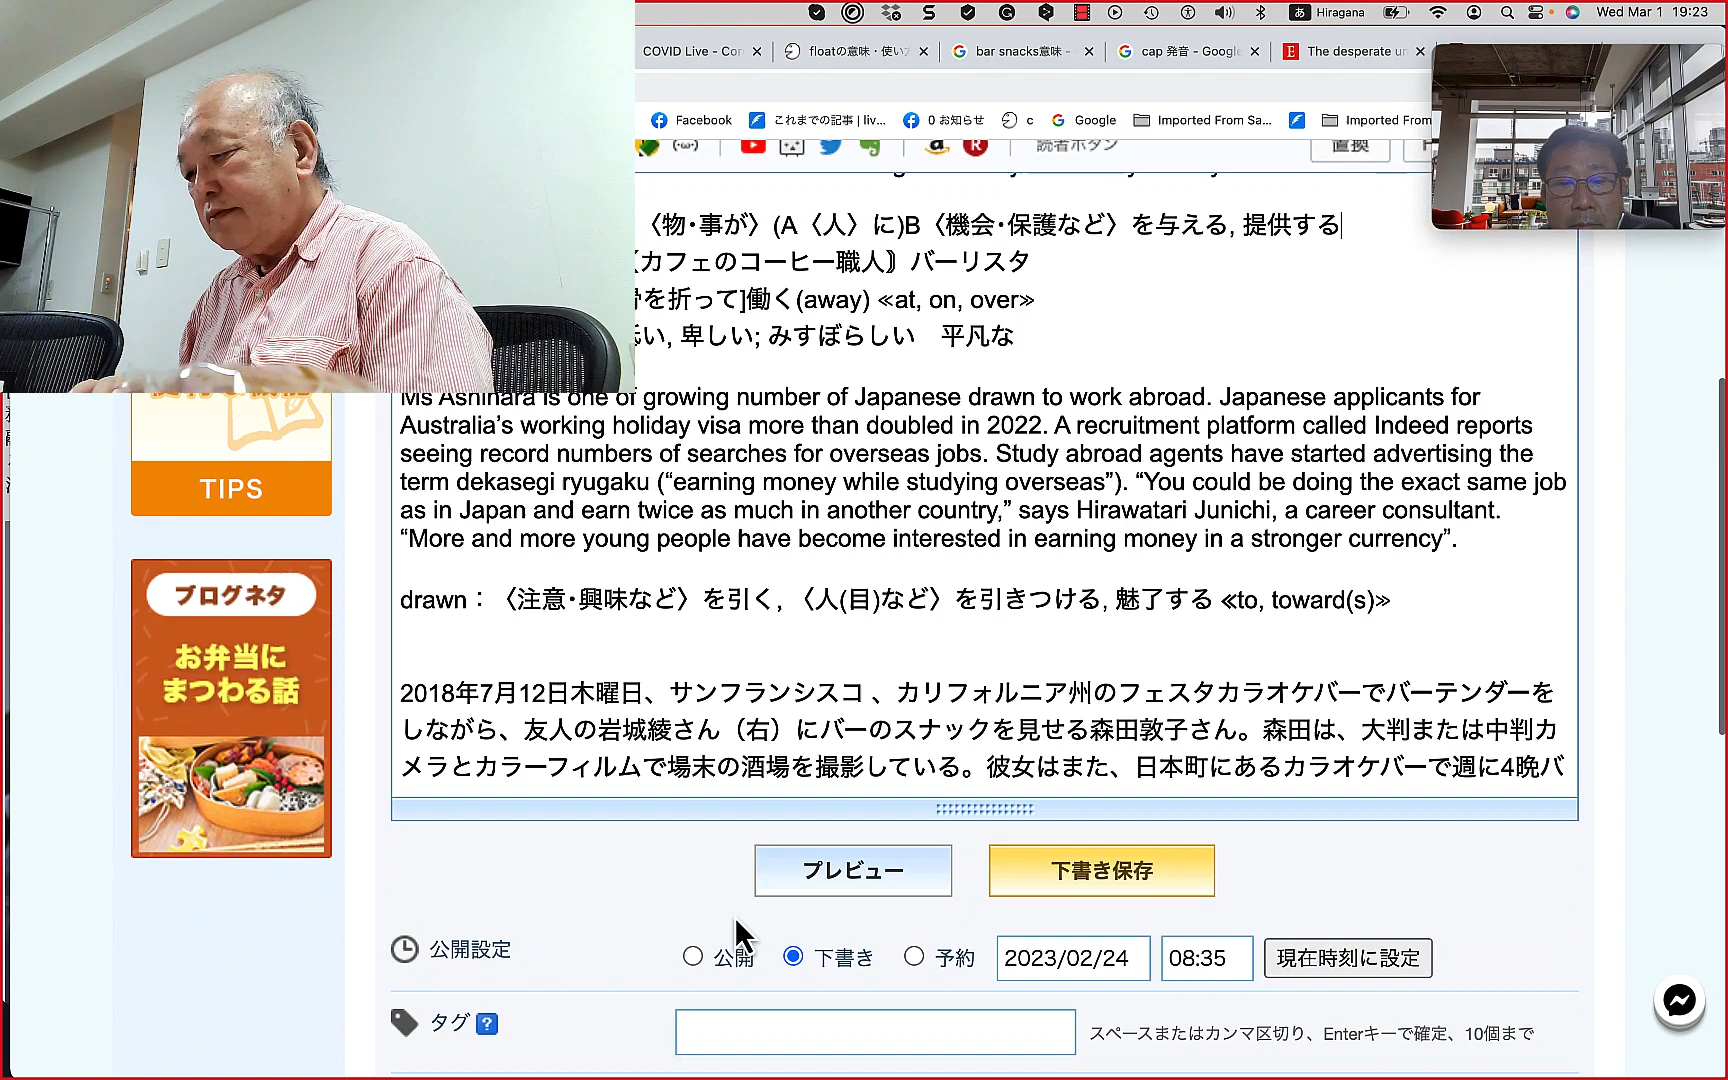 Hiragana Wed Mar 1 19:23
COVID Live - Cor floatの意味・使い方 bar snacks意味 - cap 発音 - Google The desperate ur
Facebook これまでの記事 | liv... 0 お知らせ c Google Imported From Sa... Imported From
読者ボタン 置換
〈物・事が〉(A〈人〉に)B〈機会・保護など〉を与える, 提供する
カフェのコーヒー職人》バーリスタ
を折って]働く(away) ≪at, on, over≫
い, 卑しい; みすぼらしい 平凡な
Ms Ashihara is one of growing number of Japanese drawn to work abroad. Japanese applicants for
Australia's working holiday visa more than doubled in 2022. A recruitment platform called Indeed reports
seeing record numbers of searches for overseas jobs. Study abroad agents have started advertising the
term dekasegi ryugaku (“earning money while studying overseas”). “You could be doing the exact same job
as in Japan and earn twice as much in another country,” says Hirawatari Junichi, a career consultant.
“More and more young people have become interested in earning money in a stronger currency”.
drawn：〈注意・興味など〉を引く, 〈人(目)など〉を引きつける, 魅了する ≪to, toward(s)≫
2018年7月12日木曜日、サンフランシスコ 、カリフォルニア州のフェスタカラオケバーでバーテンダーを
しながら、友人の岩城綾さん（右）にバーのスナックを見せる森田敦子さん。森田は、大判または中判カ
メラとカラーフィルムで場末の酒場を撮影している。彼女はまた、日本町にあるカラオケバーで週に4晩バ
TIPS
ブログネタ
お弁当に
まつわる話
プレビュー 下書き保存
公開設定 公開 下書き 予約 2023/02/24 08:35 現在時刻に設定
タグ ? スペースまたはカンマ区切り、Enterキーで確定、10個まで